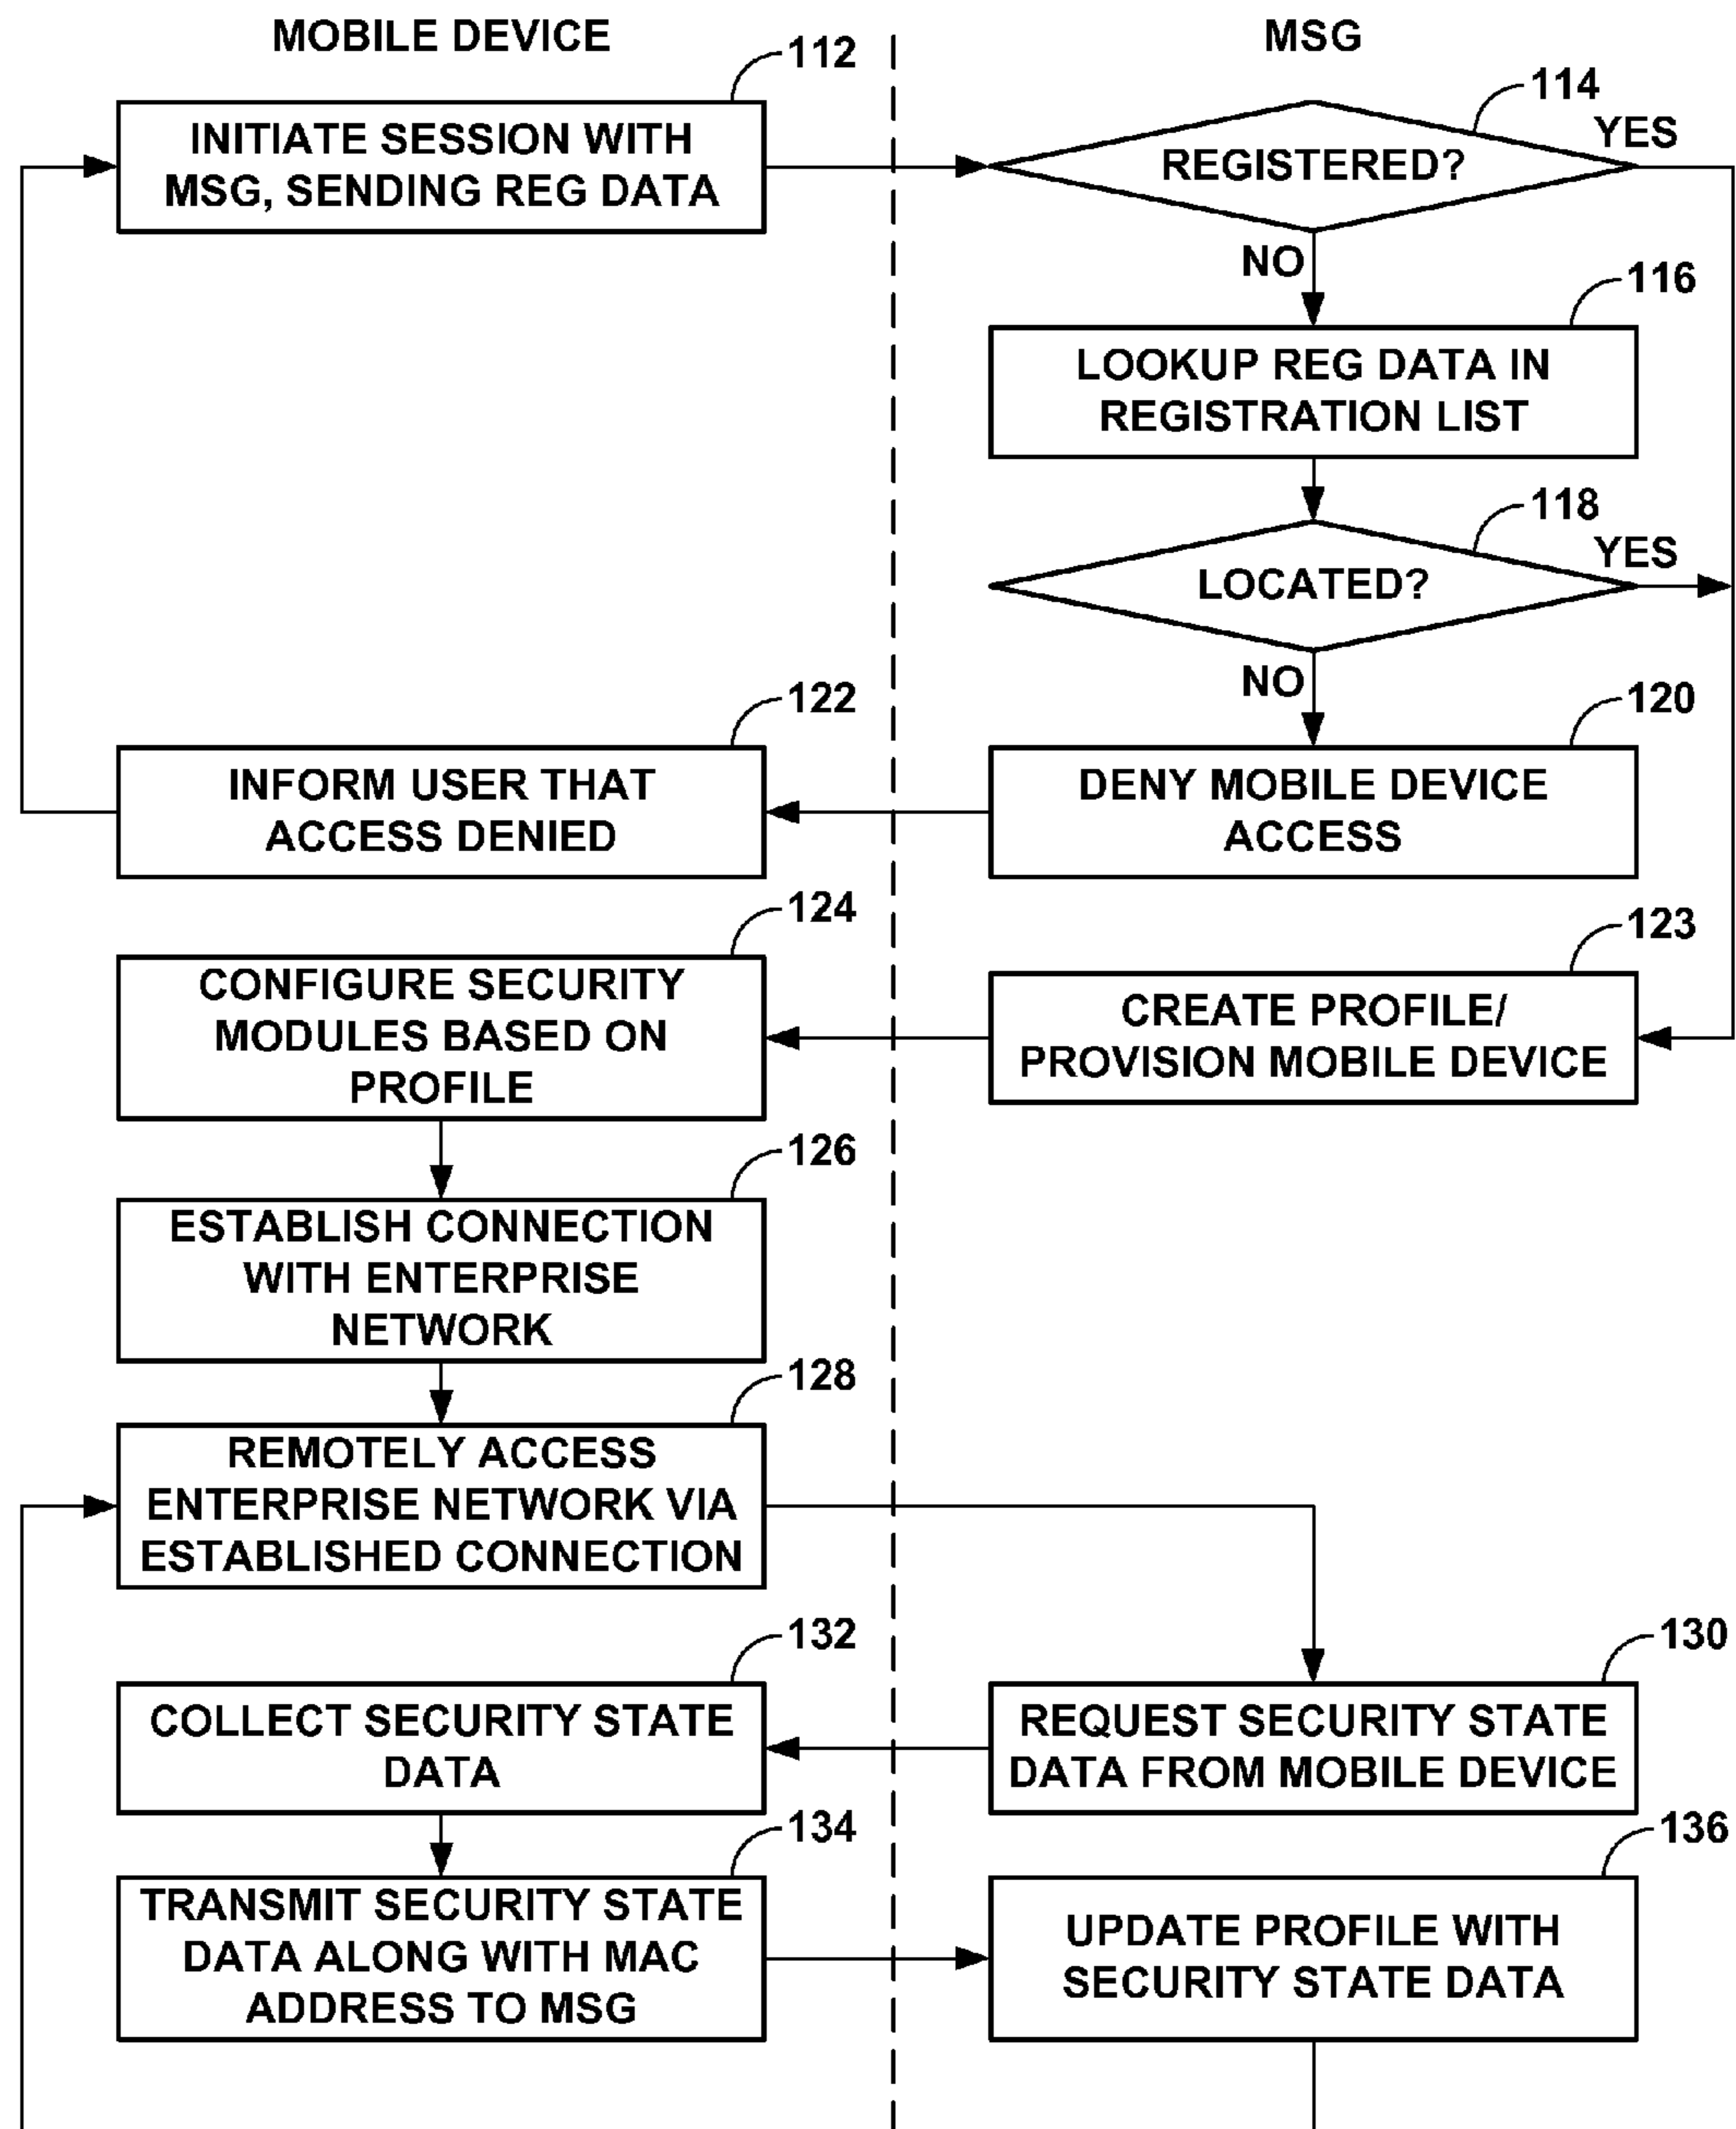 MOBILE DEVICE
MSG
112
INITIATE SESSION WITH
MSG, SENDING REG DATA
114
REGISTERED?
YES
NO
116
LOOKUP REG DATA IN
REGISTRATION LIST
118
LOCATED?
YES
NO
122
INFORM USER THAT
ACCESS DENIED
120
DENY MOBILE DEVICE
ACCESS
124
CONFIGURE SECURITY
MODULES BASED ON
PROFILE
123
CREATE PROFILE/
PROVISION MOBILE DEVICE
126
ESTABLISH CONNECTION
WITH ENTERPRISE
NETWORK
128
REMOTELY ACCESS
ENTERPRISE NETWORK VIA
ESTABLISHED CONNECTION
132
COLLECT SECURITY STATE
DATA
130
REQUEST SECURITY STATE
DATA FROM MOBILE DEVICE
134
TRANSMIT SECURITY STATE
DATA ALONG WITH MAC
ADDRESS TO MSG
136
UPDATE PROFILE WITH
SECURITY STATE DATA